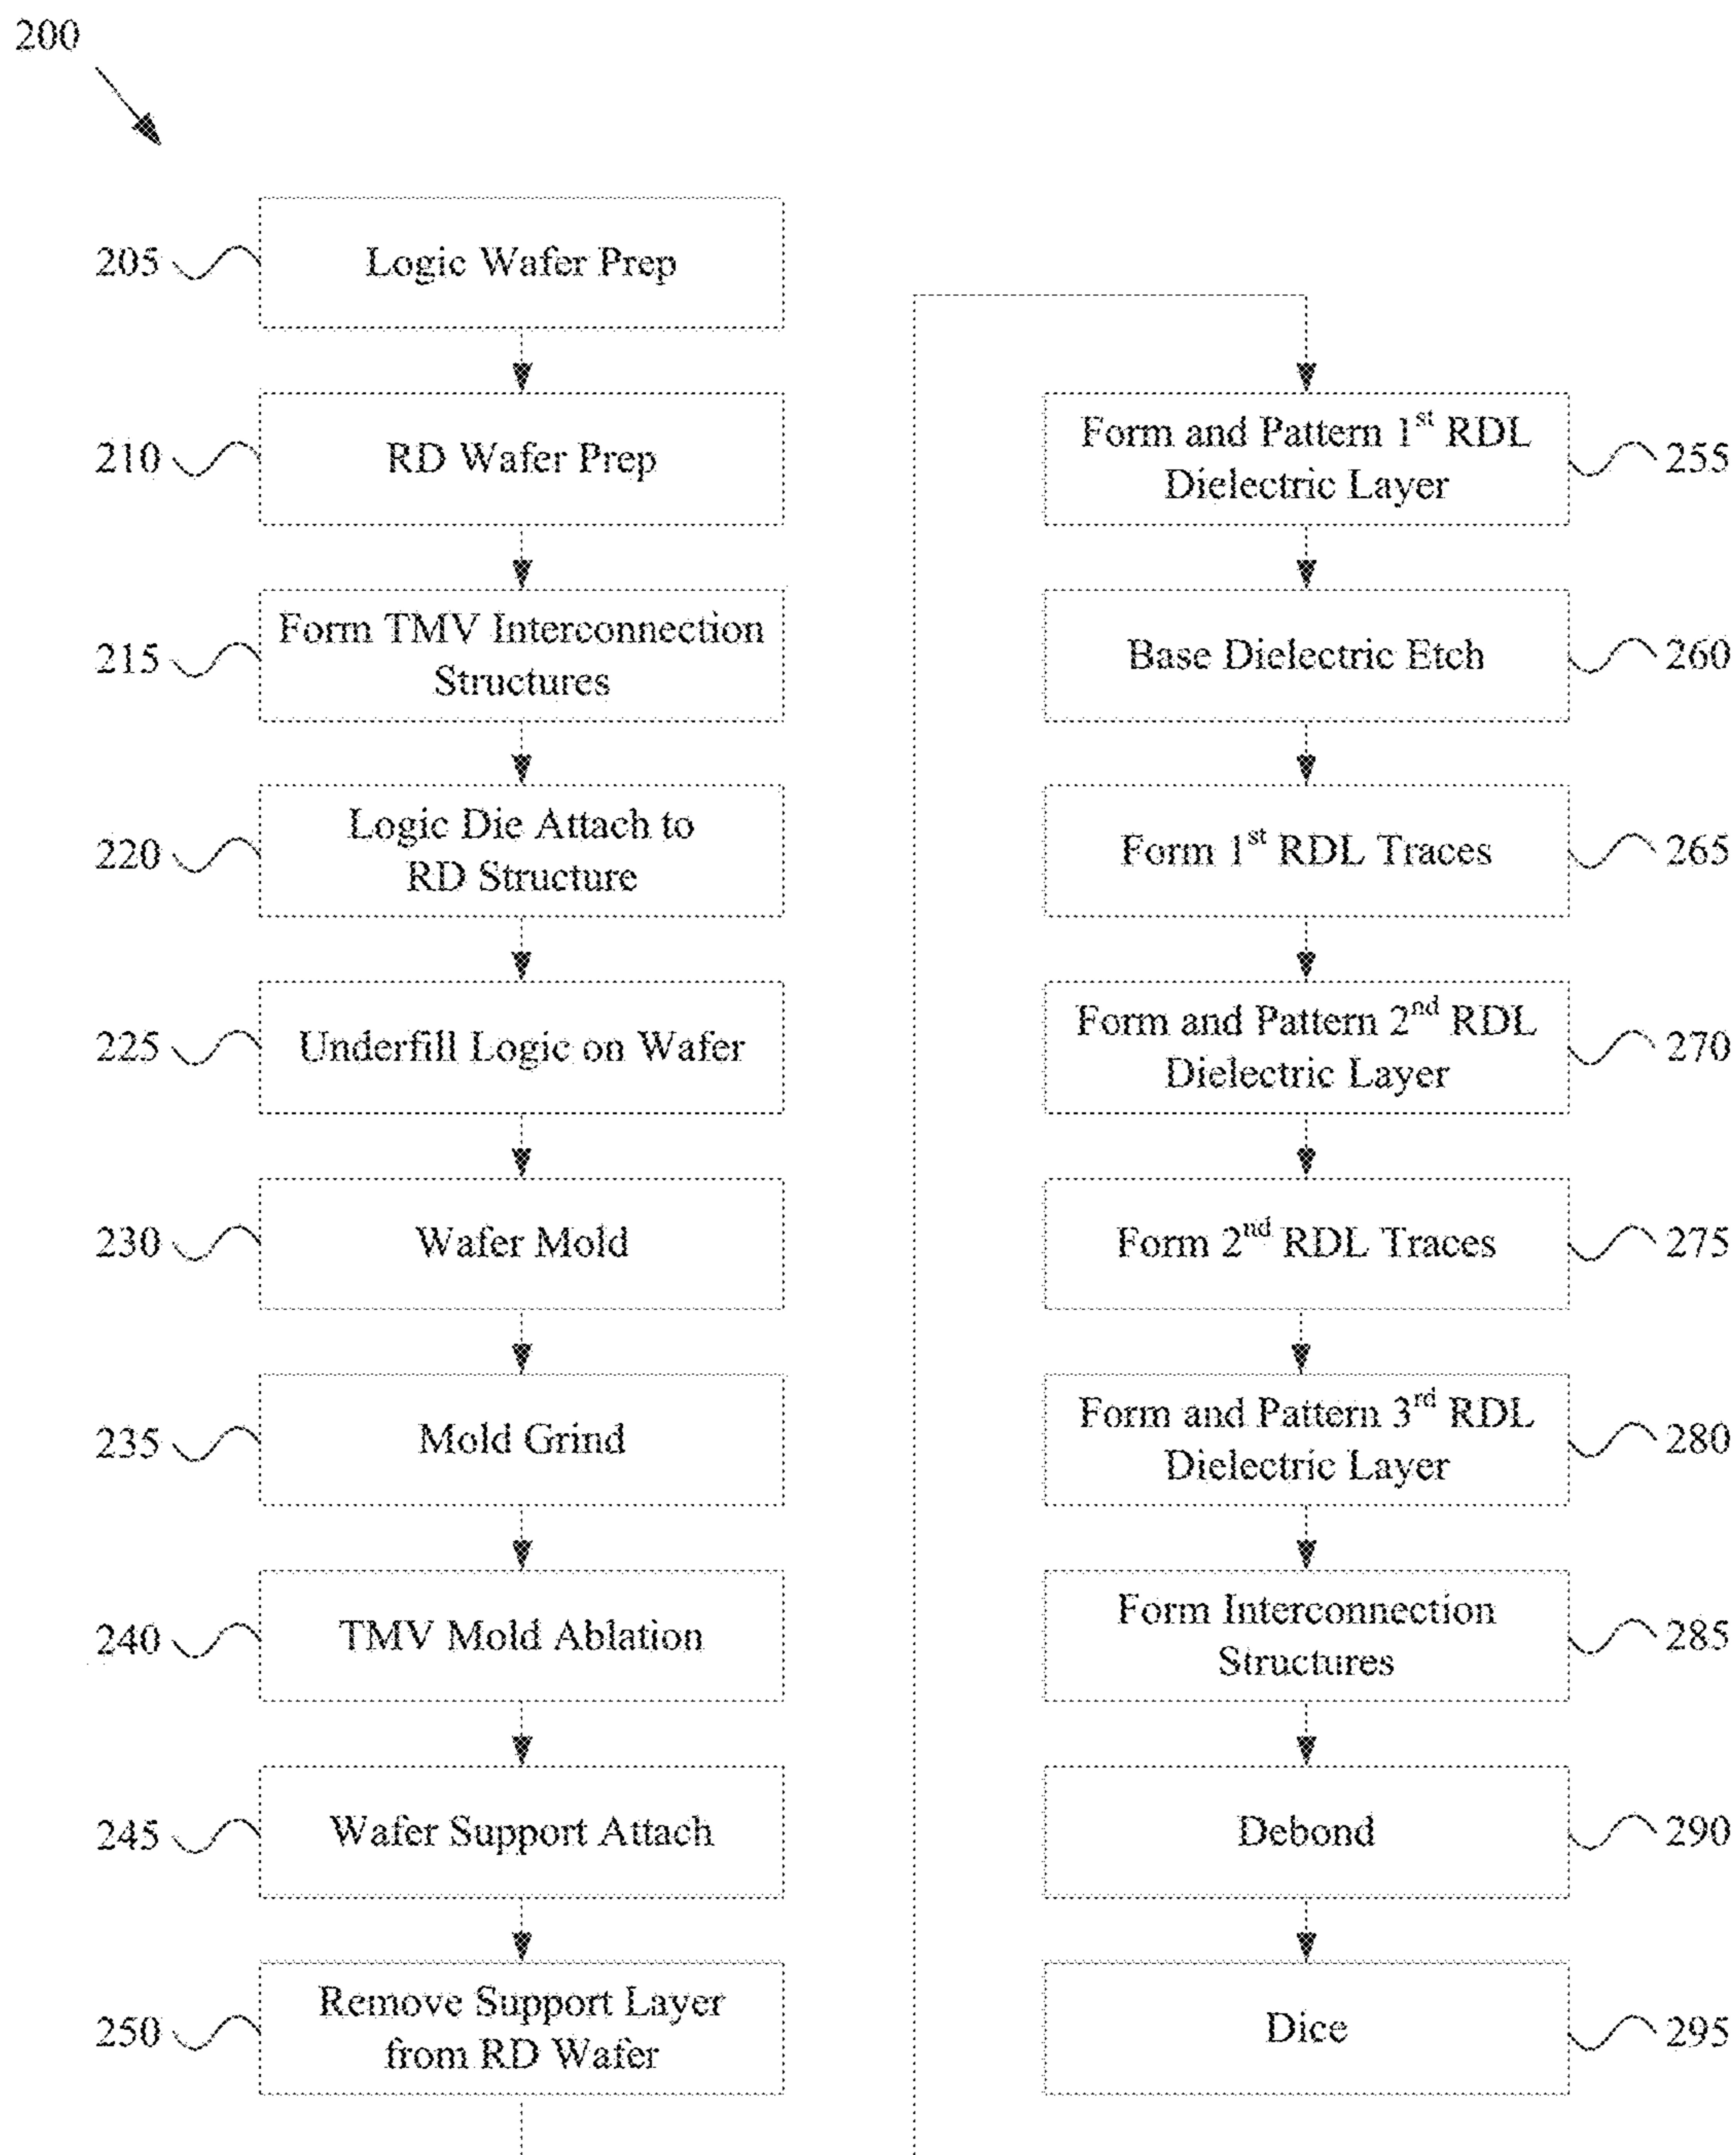 200
205
Logic Wafer Prep
210
RD Wafer Prep
215
Form TMV Interconnection
Structures
220
Logic Die Attach to
RD Structure
225
Underfill Logic on Wafer
230
Wafer Mold
235
Mold Grind
240
TMV Mold Ablation
245
Wafer Support Attach
250
Remove Support Layer
from RD Wafer
Form and Pattern 1st RDL
Dielectric Layer
255
Base Dielectric Etch
260
Form 1st RDL Traces
265
Form and Pattern 2nd RDL
Dielectric Layer
270
Form 2nd RDL Traces
275
Form and Pattern 3rd RDL
Dielectric Layer
280
Form Interconnection
Structures
285
Debond
290
Dice
295